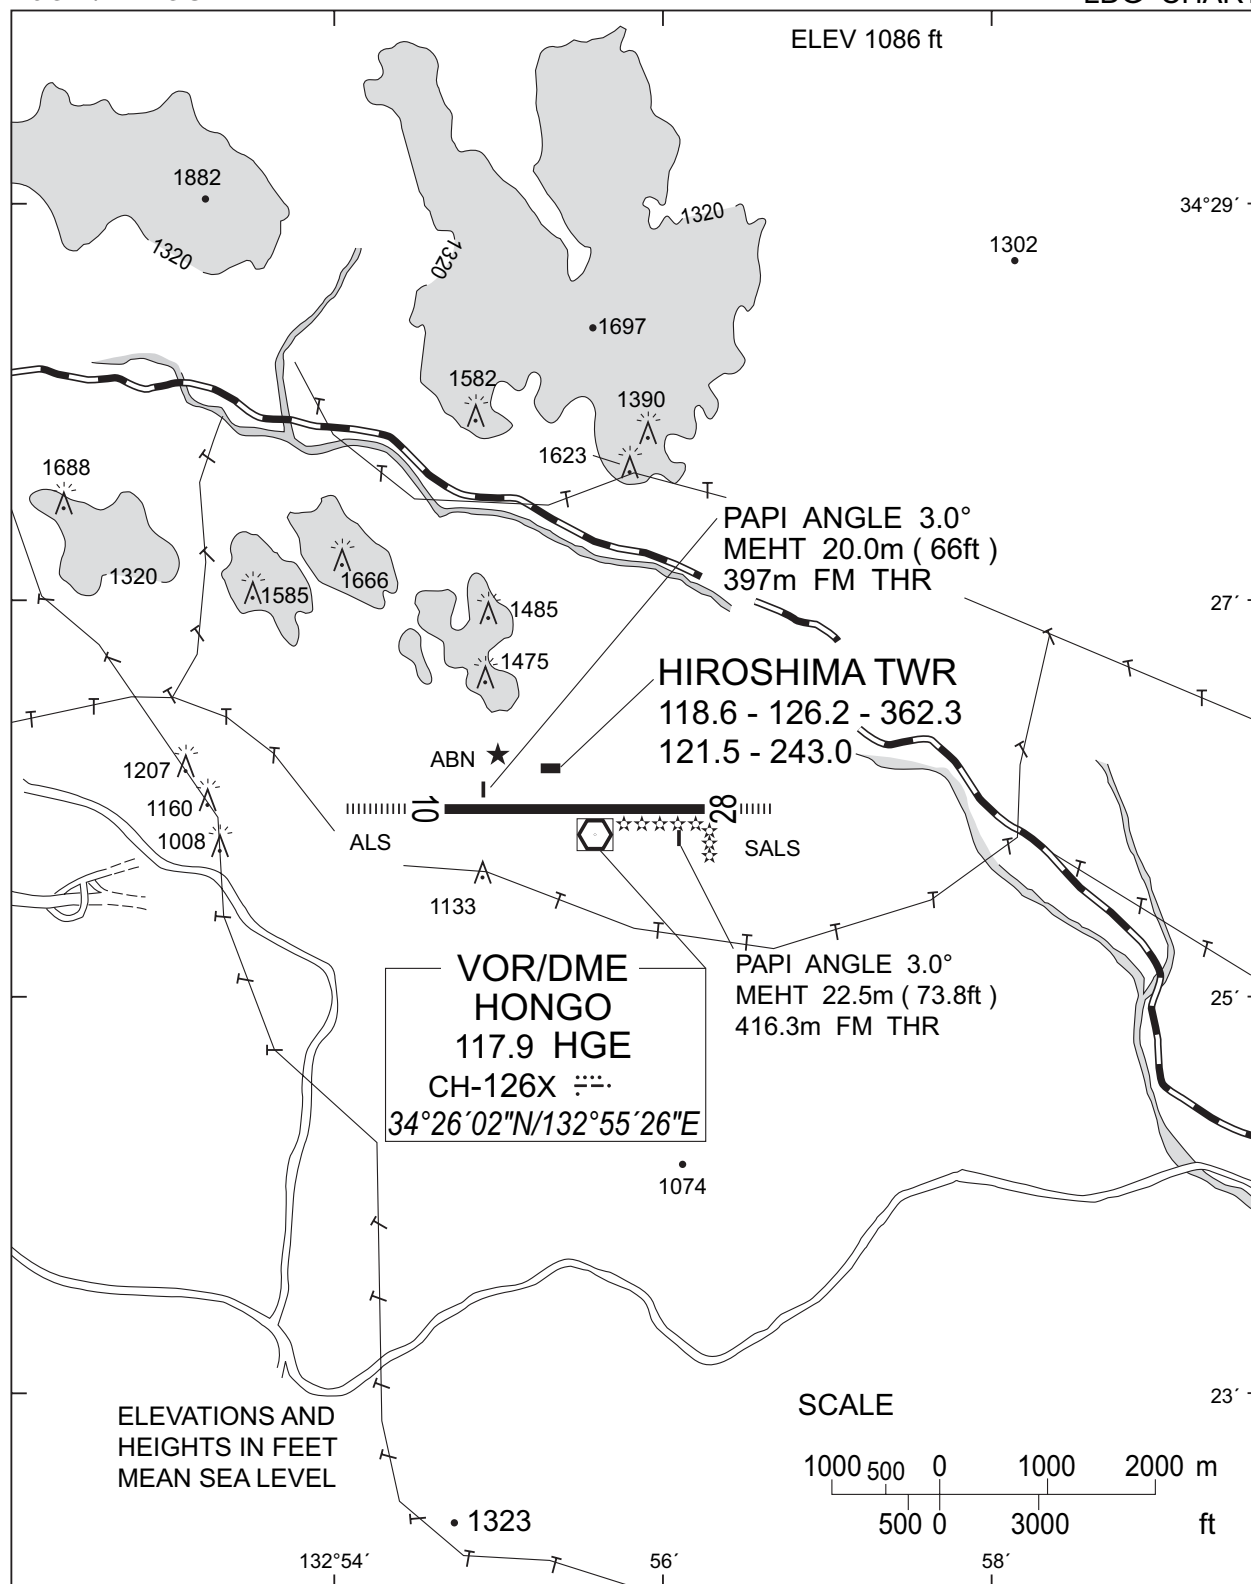 ELEV 1086 ft
1882
34°29´
1320
1320
1320
1302
1697
1582
1390
1623
1688
PAPI ANGLE 3.0°
MEHT 20.0m ( 66ft )
397m FM THR
1320
1585
1666
1485
27´
1475
HIROSHIMA TWR
118.6 - 126.2 - 362.3
121.5 - 243.0
ABN
1207
1160
1008
10
28
ALS
SALS
1133
VOR/DME
HONGO
117.9 HGE
CH-126X
34°26´02"N/132°55´26"E
PAPI ANGLE 3.0°
MEHT 22.5m ( 73.8ft )
416.3m FM THR
25´
1074
23´
ELEVATIONS AND
HEIGHTS IN FEET
MEAN SEA LEVEL
SCALE
1000 500 0 1000 2000 m
500 0 3000 ft
1323
132°54´
56´
58´